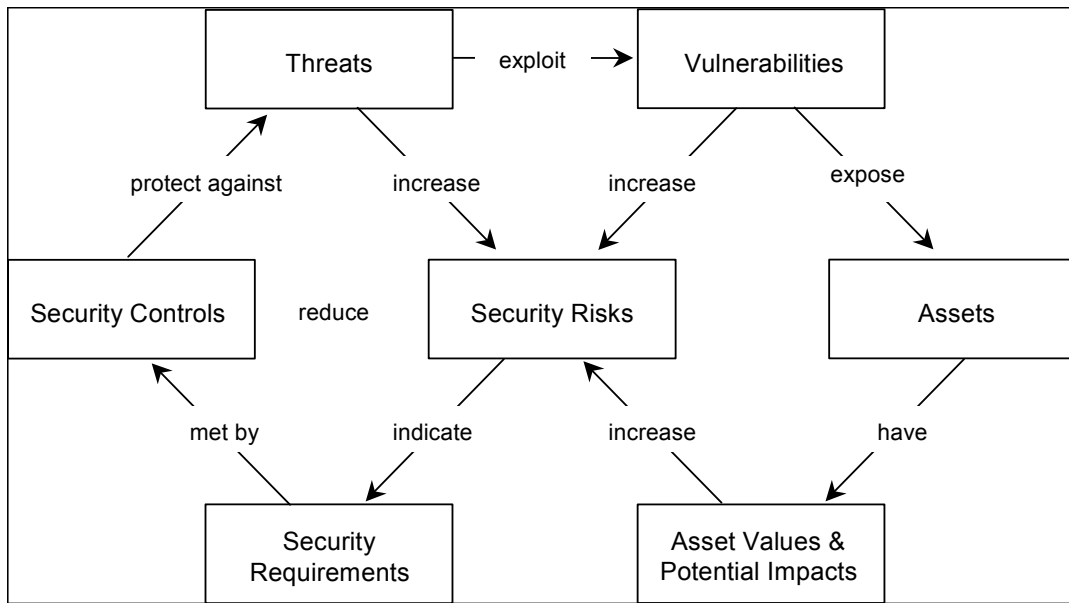 Threats
exploit
Vulnerabilities
protect against
increase
increase
expose
Security Controls
reduce
Security Risks
Assets
met by
indicate
increase
have
Security
Requirements
Asset Values &
Potential Impacts